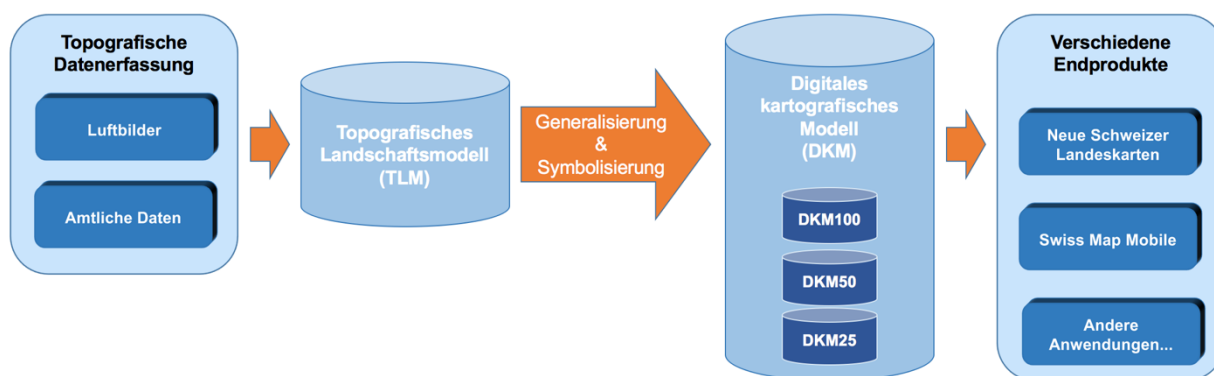 Topografische
Datenerfassung
Luftbilder
Amtliche Daten
Topografisches
Landschaftsmodell
(TLM)
Generalisierung
&
Symbolisierung
Digitales
kartografisches
Modell
(DKM)
DKM100
DKM50
DKM25
Verschiedene
Endprodukte
Neue Schweizer
Landeskarten
Swiss Map Mobile
Andere
Anwendungen...